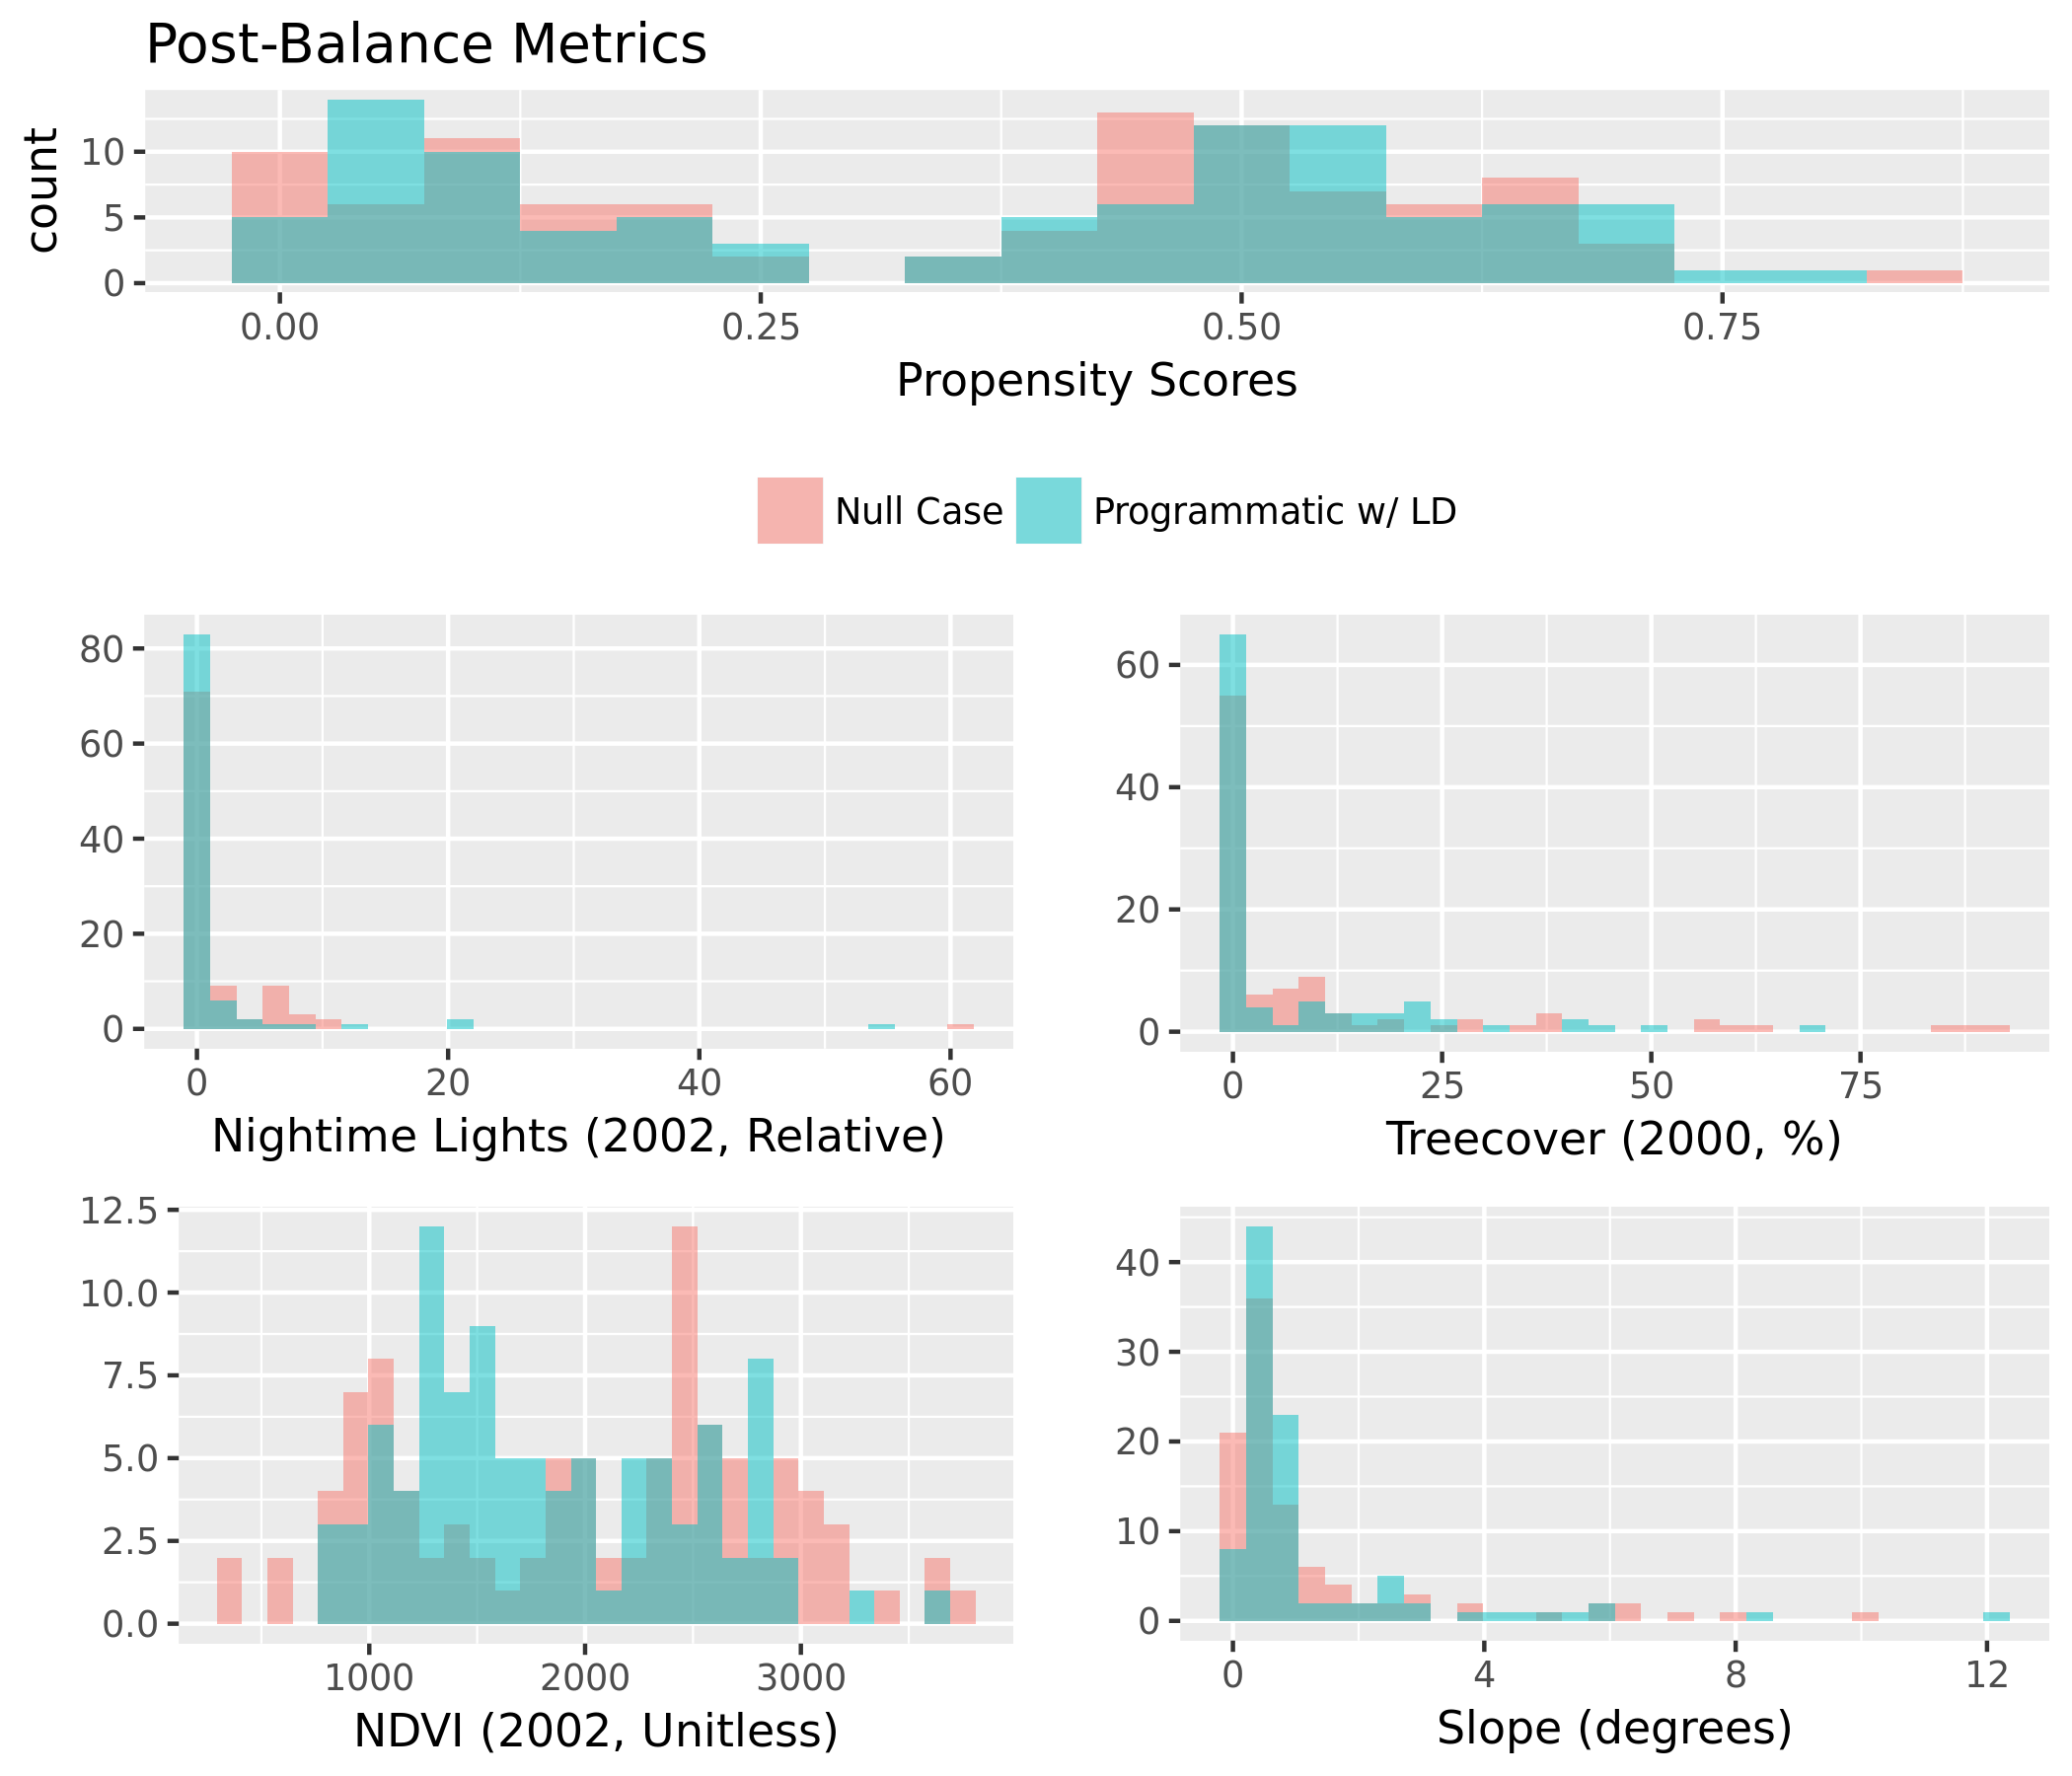 Post-Balance Metrics
count
10
5
0
0.00 0.25 0.50 0.75
Propensity Scores
Null Case Programmatic w/ LD
80
60
40
20
0
0 20 40 60
Nightime Lights (2002, Relative)
60
40
20
0
0 25 50 75
Treecover (2000, %)
12.5
10.0
7.5
5.0
2.5
0.0
1000 2000 3000
NDVI (2002, Unitless)
40
30
20
10
0
0 4 8 12
Slope (degrees)